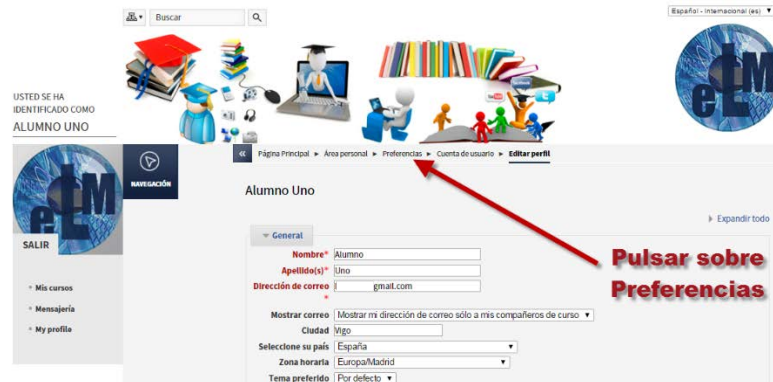 Buscar
Español - Internacional (es)
USTED SE HA
IDENTIFICADO COMO
ALUMNO UNO
eLM
NAVEGACIÓN
SALIR
Mis cursos
Mensajería
My profile
Página Principal ► Área personal ► Preferencias ► Cuenta de usuario ► Editar perfil
Alumno Uno
Expandir todo
General
Nombre* Alumno
Apellido(s)* Uno
Dirección de correo gmail.com
*
Mostrar correo Mostrar mi dirección de correo sólo a mis compañeros de curso
Ciudad Vigo
Seleccione su país España
Zona horaria Europa/Madrid
Tema preferido Por defecto
Pulsar sobre
Preferencias